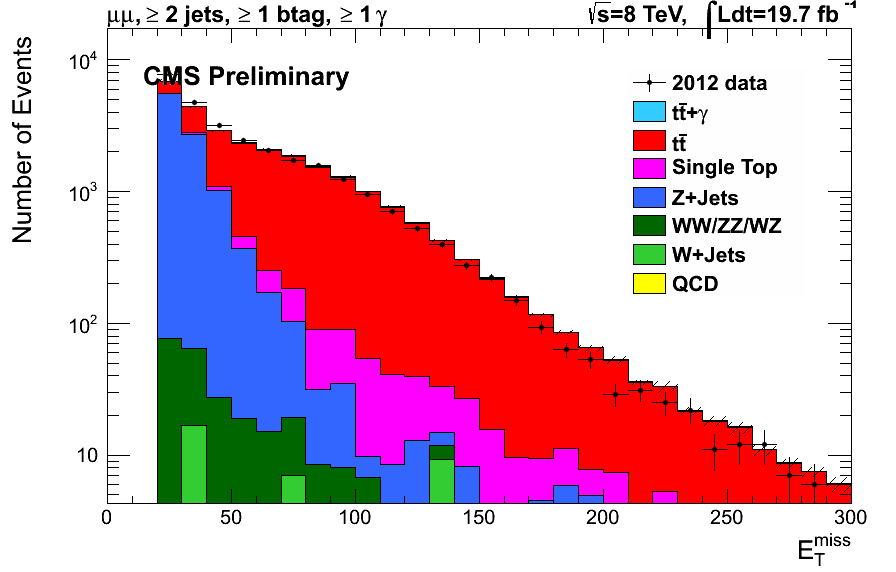 μμ, ≥ 2 jets, ≥ 1 btag, ≥ 1 γ
√s=8 TeV, ∫Ldt=19.7 fb⁻¹
CMS Preliminary
2012 data
tt̄+γ
tt̄
Single Top
Z+Jets
WW/ZZ/WZ
W+Jets
QCD
Number of Events
10⁴
10³
10²
10
0 50 100 150 200 250 300
E_T^miss